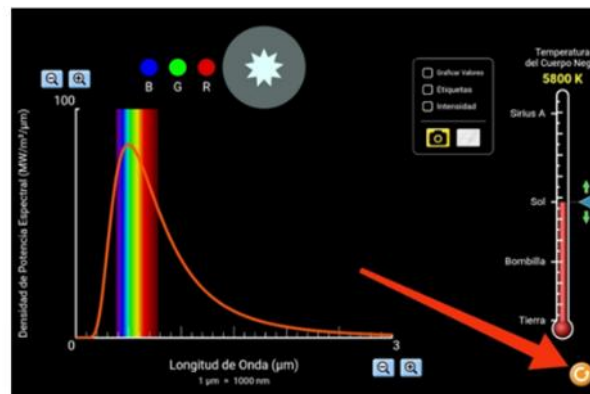 Temperatura
del Cuerpo Neg
5800 K
B G R
100
Graficar Valores
Etiquetas
Intensidad
Sirius A
Sol
Bombilla
Tierra
Densidad de Potencia Espectral (MW/m²/μm)
0
3
Longitud de Onda (μm)
1 μm = 1000 nm